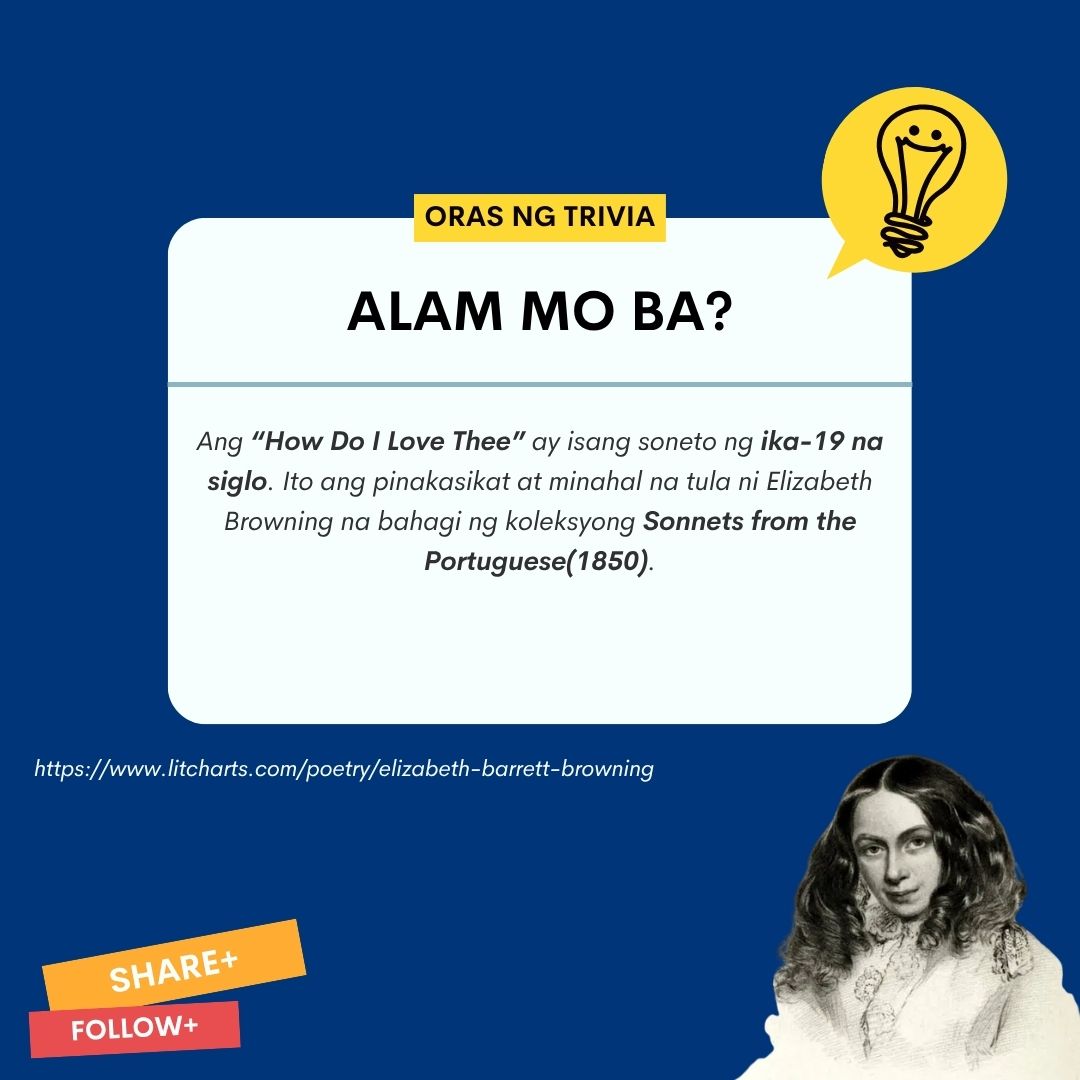 ORAS NG TRIVIA
ALAM MO BA?
Ang “How Do I Love Thee” ay isang soneto ng ika-19 na
siglo. Ito ang pinakasikat at minahal na tula ni Elizabeth
Browning na bahagi ng koleksyong Sonnets from the
Portuguese(1850).
https://www.litcharts.com/poetry/elizabeth-barrett-browning
SHARE+
FOLLOW+